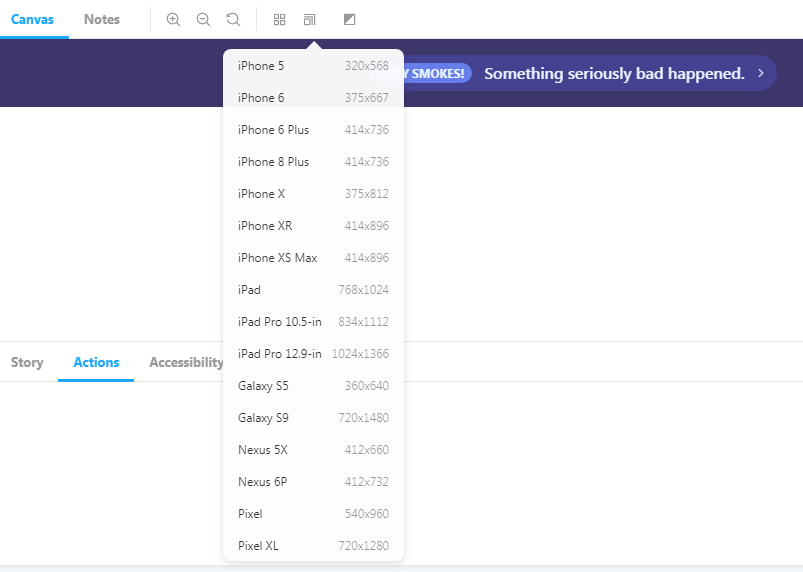 Canvas Notes
SMOKES! Something seriously bad happened.
iPhone 5 320x568
iPhone 6 375x667
iPhone 6 Plus 414x736
iPhone 8 Plus 414x736
iPhone X 375x812
iPhone XR 414x896
iPhone XS Max 414x896
iPad 768x1024
iPad Pro 10.5-in 834x1112
iPad Pro 12.9-in 1024x1366
Galaxy S5 360x640
Galaxy S9 720x1480
Nexus 5X 412x660
Nexus 6P 412x732
Pixel 540x960
Pixel XL 720x1280
Story Actions Accessibility